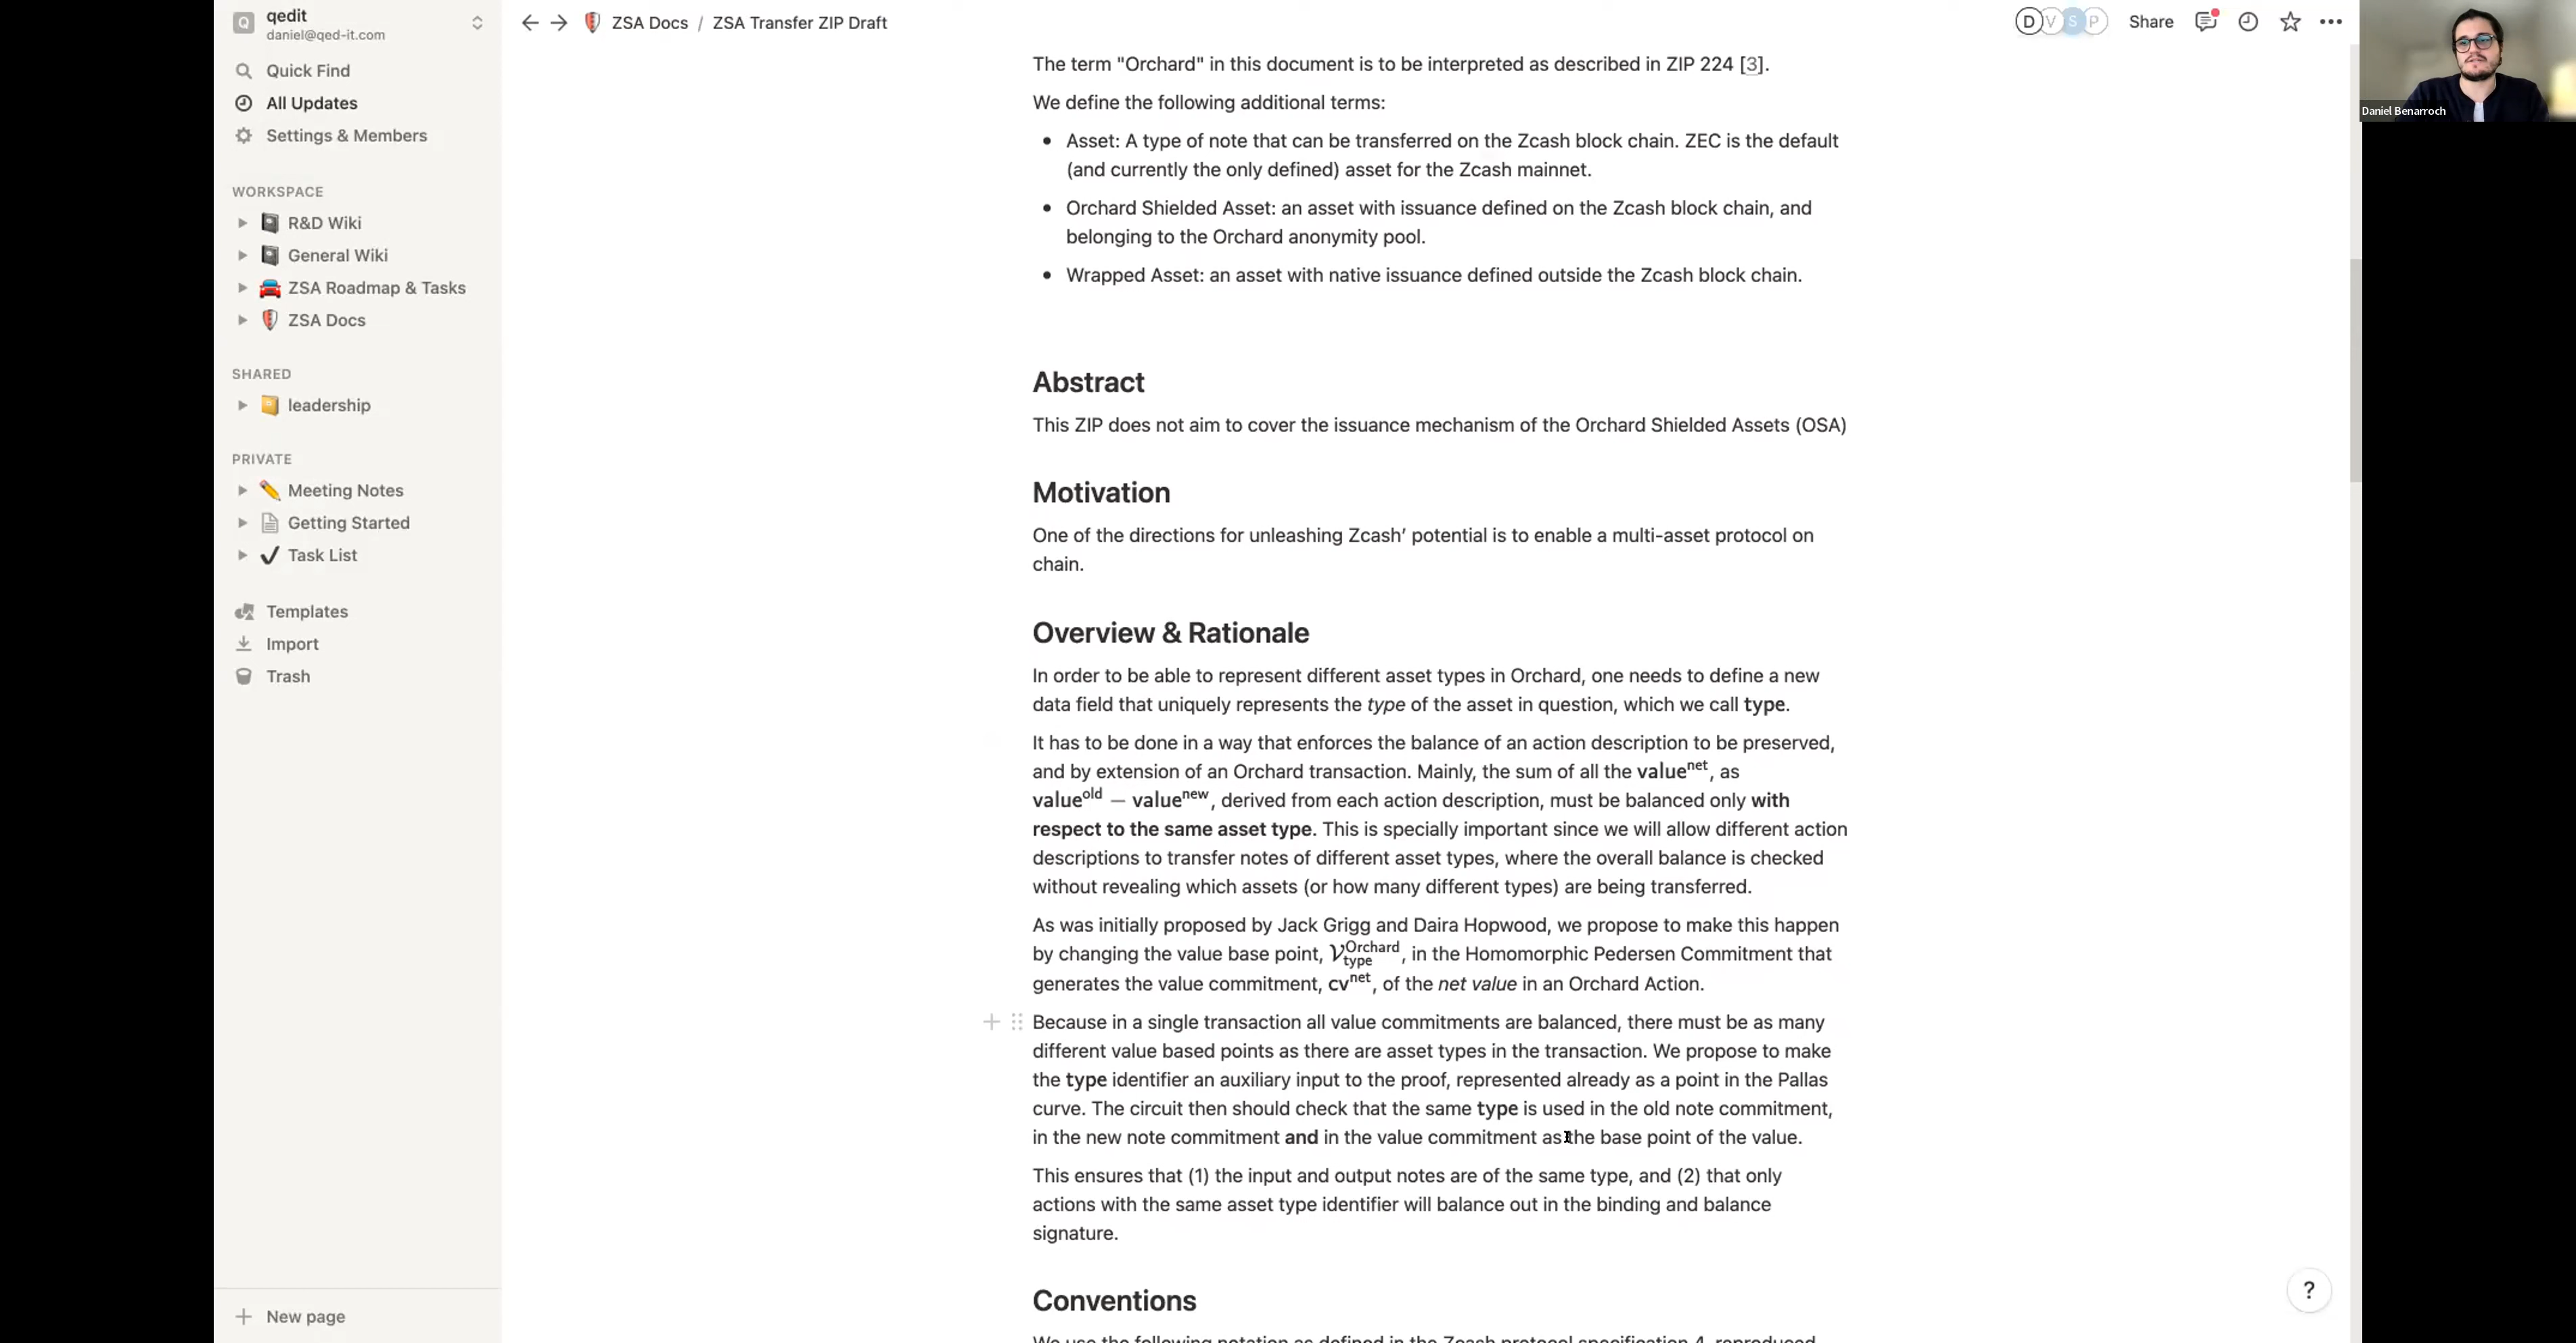 Q qedit
daniel@qed-it.com
Quick Find
All Updates
Settings & Members
WORKSPACE
R&D Wiki
General Wiki
ZSA Roadmap & Tasks
ZSA Docs
SHARED
leadership
PRIVATE
Meeting Notes
Getting Started
Task List
Templates
Import
Trash
New page
ZSA Docs / ZSA Transfer ZIP Draft
D V S P Share
Daniel Benarroch
The term "Orchard" in this document is to be interpreted as described in ZIP 224 [3].
We define the following additional terms:
• Asset: A type of note that can be transferred on the Zcash block chain. ZEC is the default
(and currently the only defined) asset for the Zcash mainnet.
• Orchard Shielded Asset: an asset with issuance defined on the Zcash block chain, and
belonging to the Orchard anonymity pool.
• Wrapped Asset: an asset with native issuance defined outside the Zcash block chain.
Abstract
This ZIP does not aim to cover the issuance mechanism of the Orchard Shielded Assets (OSA)
Motivation
One of the directions for unleashing Zcash’ potential is to enable a multi-asset protocol on
chain.
Overview & Rationale
In order to be able to represent different asset types in Orchard, one needs to define a new
data field that uniquely represents the type of the asset in question, which we call type.
It has to be done in a way that enforces the balance of an action description to be preserved,
and by extension of an Orchard transaction. Mainly, the sum of all the value^net, as
value^old − value^new, derived from each action description, must be balanced only with
respect to the same asset type. This is specially important since we will allow different action
descriptions to transfer notes of different asset types, where the overall balance is checked
without revealing which assets (or how many different types) are being transferred.
As was initially proposed by Jack Grigg and Daira Hopwood, we propose to make this happen
by changing the value base point, 𝒱^Orchard_type, in the Homomorphic Pedersen Commitment that
generates the value commitment, cv^net, of the net value in an Orchard Action.
Because in a single transaction all value commitments are balanced, there must be as many
different value based points as there are asset types in the transaction. We propose to make
the type identifier an auxiliary input to the proof, represented already as a point in the Pallas
curve. The circuit then should check that the same type is used in the old note commitment,
in the new note commitment and in the value commitment as the base point of the value.
This ensures that (1) the input and output notes are of the same type, and (2) that only
actions with the same asset type identifier will balance out in the binding and balance
signature.
Conventions
We use the following notation as defined in the Zcash protocol specification 4, reproduced
?